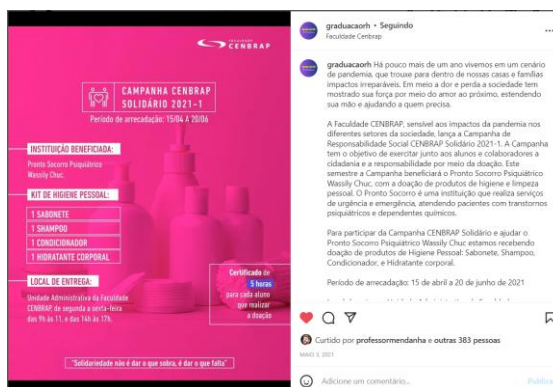 FACULDADE
CENBRAP
CAMPANHA CENBRAP
SOLIDÁRIO 2021-1
Período de arrecadação: 15/04 A 20/06
INSTITUIÇÃO BENEFICIADA:
Pronto Socorro Psiquiátrico
Wassily Chuc.
KIT DE HIGIENE PESSOAL:
1 SABONETE
1 SHAMPOO
1 CONDICIONADOR
1 HIDRATANTE CORPORAL
LOCAL DE ENTREGA:
Unidade Administrativa da Faculdade
CENBRAP, de segunda a sexta-feira
das 9h às 11, e das 14h às 17h.
Certificado de
5 horas
para cada aluno
que realizar
a doação
"Solidariedade não é dar o que sobra, é dar o que falta"
graduacaorh • Seguindo
Faculdade Cenbrap
graduacaorh Há pouco mais de um ano vivemos em um cenário
de pandemia, que trouxe para dentro de nossas casas e famílias
impactos irreparáveis. Em meio a dor e perda a sociedade tem
mostrado sua força por meio do amor ao próximo, estendendo
sua mão e ajudando a quem precisa.
A Faculdade CENBRAP, sensível aos impactos da pandemia nos
diferentes setores da sociedade, lança a Campanha de
Responsabilidade Social CENBRAP Solidário 2021-1. A Campanha
tem o objetivo de exercitar junto aos alunos e colaboradores a
cidadania e a responsabilidade por meio da doação. Este
semestre a Campanha beneficiará o Pronto Socorro Psiquiátrico
Wassily Chuc, com a doação de produtos de higiene e limpeza
pessoal. O Pronto Socorro é uma instituição que realiza serviços
de urgência e emergência, atendendo pacientes com transtornos
psiquiátricos e dependentes químicos.
Para participar da Campanha CENBRAP Solidário e ajudar o
Pronto Socorro Psiquiátrico Wassily Chuc estamos recebendo
doação de produtos de Higiene Pessoal: Sabonete, Shampoo,
Condicionador, e Hidratante corporal.
Período de arrecadação: 15 de abril a 20 de junho de 2021
Curtido por professormendanha e outras 383 pessoas
MAIO 3, 2021
Adicione um comentário...
Publicar